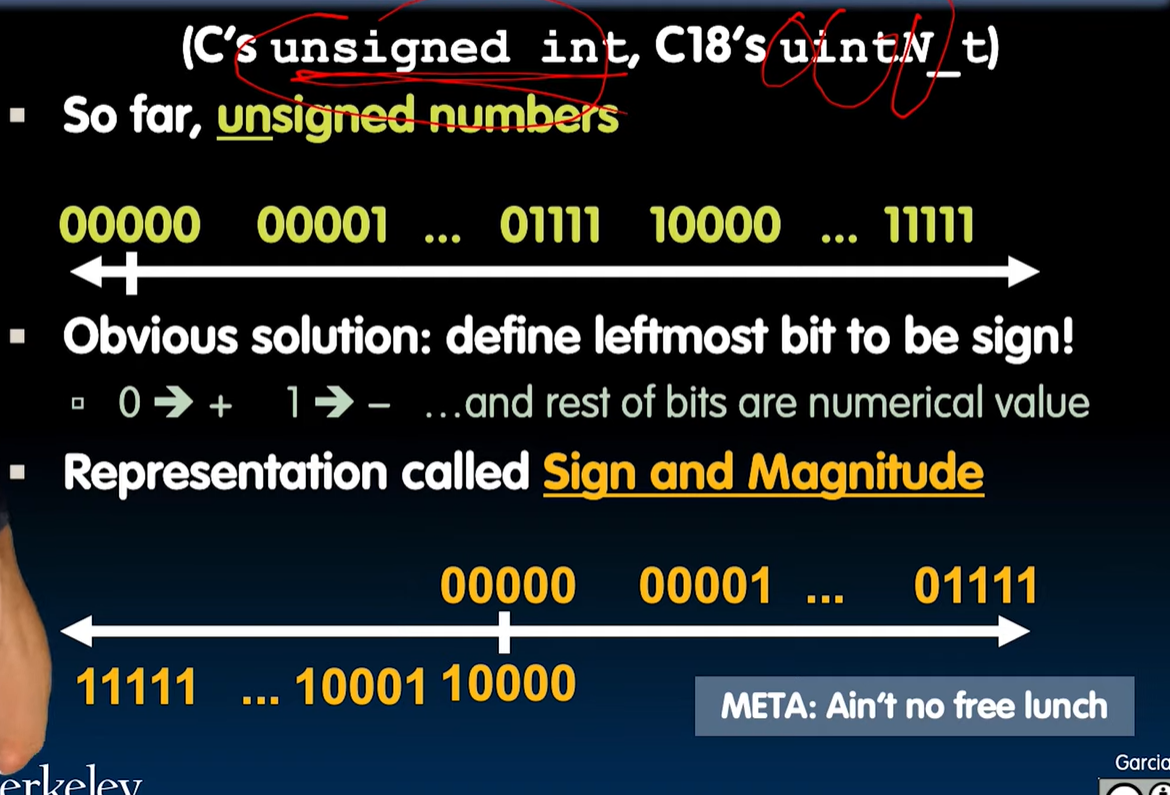 (C's unsigned int, C18's uintN_t)
▪ So far, unsigned numbers
00000 00001 ... 01111 10000 ... 11111
▪ Obvious solution: define leftmost bit to be sign!
▫ 0 ➔ + 1 ➔ – ...and rest of bits are numerical value
▪ Representation called Sign and Magnitude
00000 00001 ... 01111
11111 ... 10001 10000
META: Ain't no free lunch
Garcia
erkeley